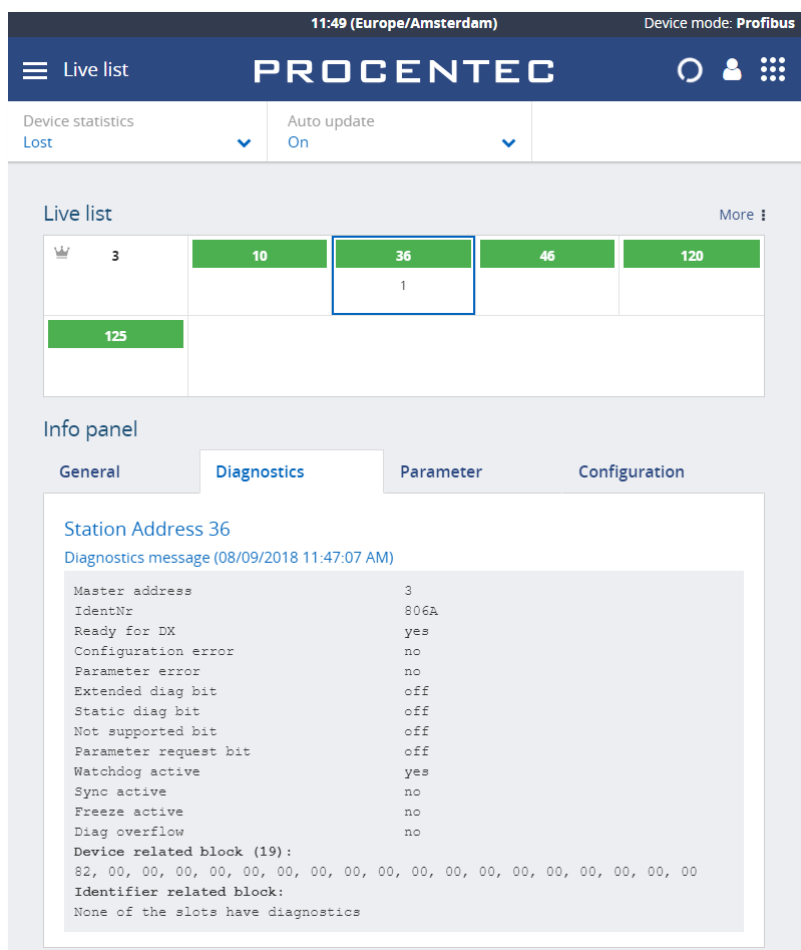 11:49 (Europe/Amsterdam) Device mode: Profibus
Live list PROCENTEC
Device statistics Auto update
Lost On
Live list More
3 10 36 46 120
1
125
Info panel
General Diagnostics Parameter Configuration
Station Address 36
Diagnostics message (08/09/2018 11:47:07 AM)
Master address 3
IdentNr 806A
Ready for DX yes
Configuration error no
Parameter error no
Extended diag bit off
Static diag bit off
Not supported bit off
Parameter request bit off
Watchdog active yes
Sync active no
Freeze active no
Diag overflow no
Device related block (19):
82, 00, 00, 00, 00, 00, 00, 00, 00, 00, 00, 00, 00, 00, 00, 00, 00, 00, 00
Identifier related block:
None of the slots have diagnostics